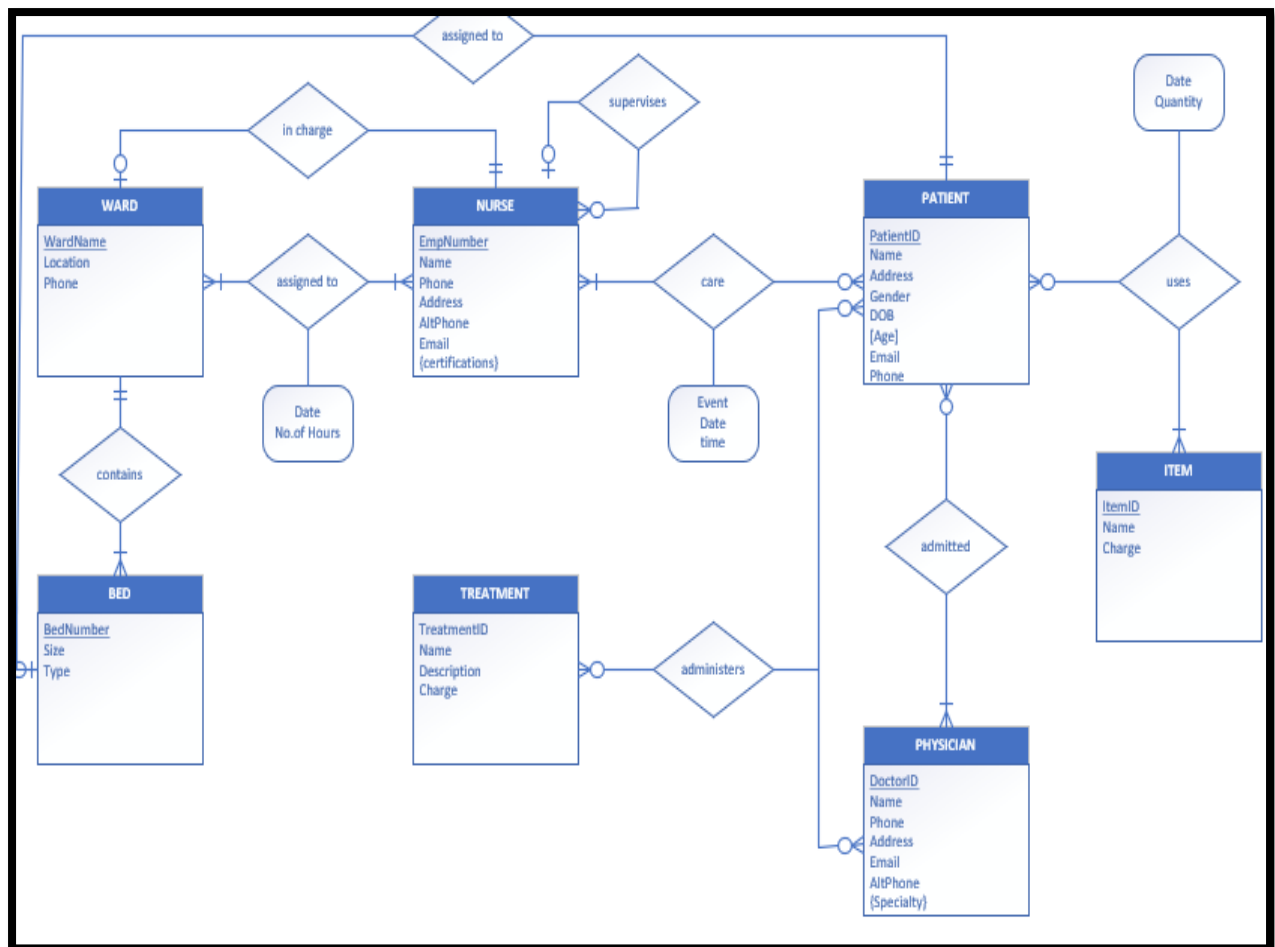 assigned to
supervises
Date
Quantity
in charge
WARD
WardName
Location
Phone
NURSE
EmpNumber
Name
Phone
Address
AltPhone
Email
{certifications}
PATIENT
PatientID
Name
Address
Gender
DOB
[Age]
Email
Phone
assigned to
care
uses
Date
No.of Hours
Event
Date
time
contains
ITEM
ItemID
Name
Charge
admitted
BED
BedNumber
Size
Type
TREATMENT
TreatmentID
Name
Description
Charge
administers
PHYSICIAN
DoctorID
Name
Phone
Address
Email
AltPhone
{Specialty}